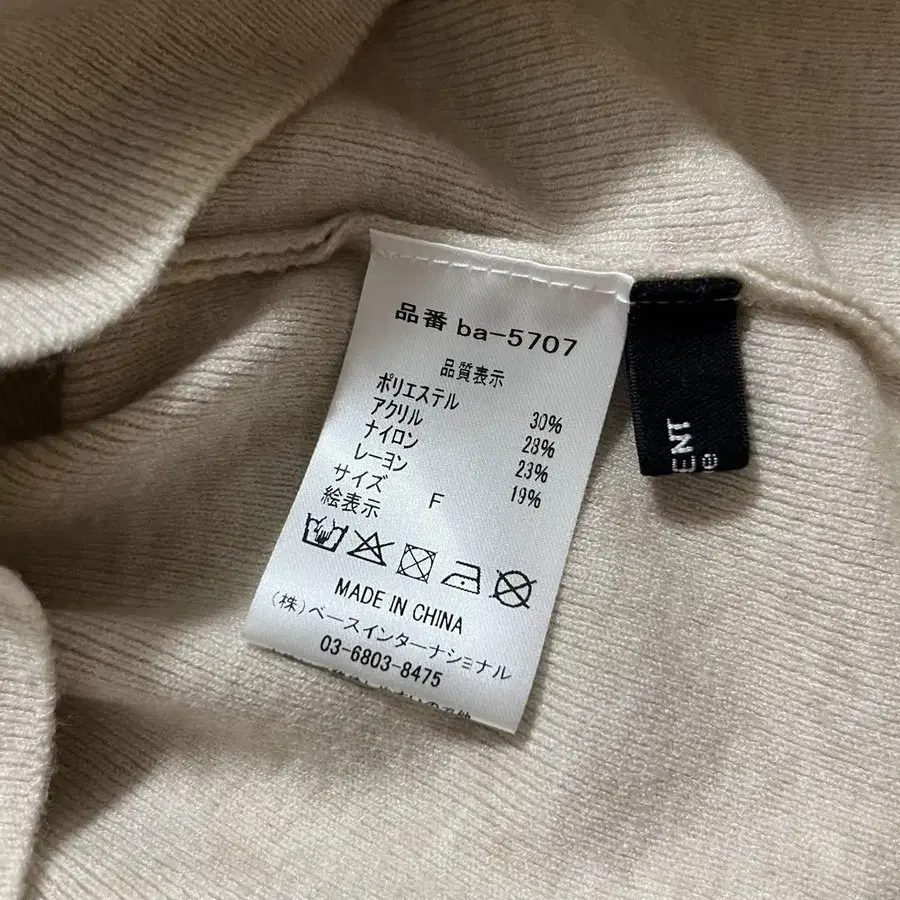 品番 ba-5707
品質表示
ポリエステル 30%
アクリル 28%
ナイロン 23%
レーヨン 19%
サイズ F
絵表示
MADE IN CHINA
(株)ベースインターナショナル
03-6803-8475
ENT
e